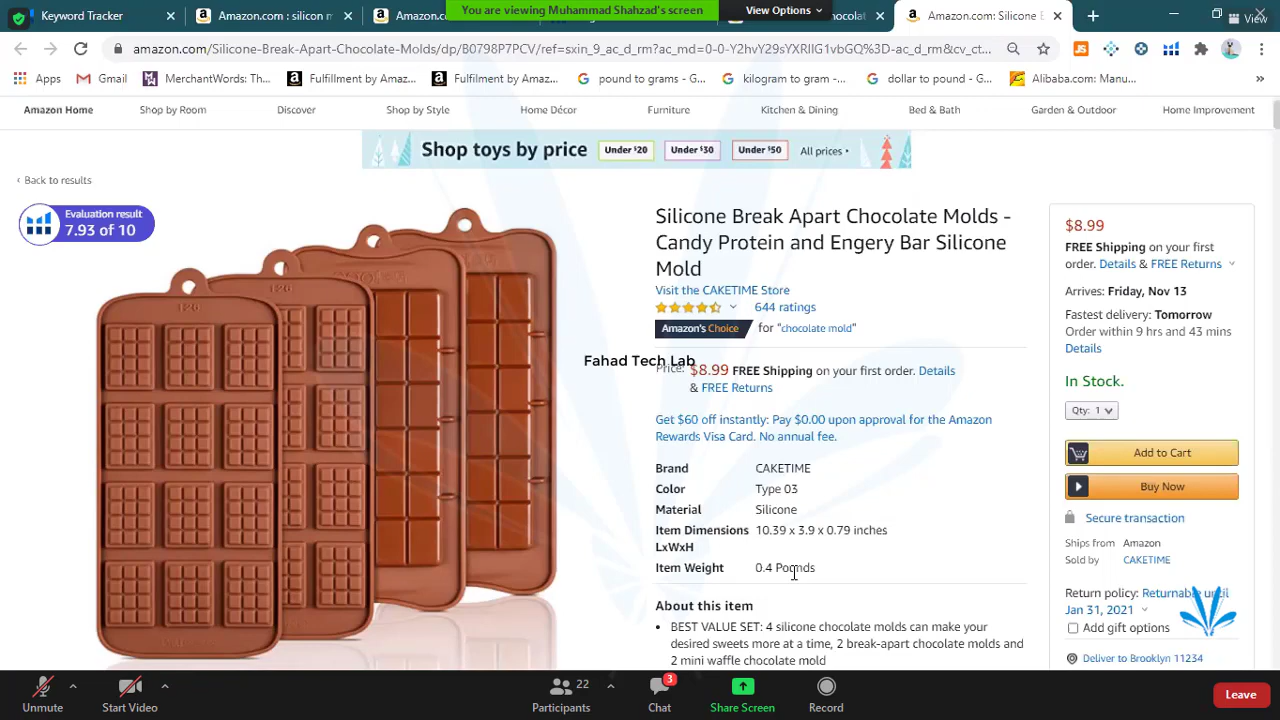 You are viewing Muhammad Shahzad's screen
View Options
View
Keyword Tracker
Amazon.com : silicon m
Amazon.co
ocolat
Amazon.com: Silicone B
amazon.com/Silicone-Break-Apart-Chocolate-Molds/dp/B0798P7PCV/ref=sxin_9_ac_d_rm?ac_md=0-0-Y2hvY29sYXRlIG1vbGQ%3D-ac_d_rm&cv_ct...
Apps
Gmail
MerchantWords: Th...
Fulfillment by Amaz...
Fulfilment by Amaz...
pound to grams - G...
kilogram to gram -...
dollar to pound - G...
Alibaba.com: Manu...
Amazon Home
Shop by Room
Discover
Shop by Style
Home Décor
Furniture
Kitchen & Dining
Bed & Bath
Garden & Outdoor
Home Improvement
Shop toys by price
Under $20
Under $30
Under $50
All prices
‹ Back to results
Evaluation result
7.93 of 10
Silicone Break Apart Chocolate Molds -
Candy Protein and Engery Bar Silicone
Mold
Visit the CAKETIME Store
644 ratings
Amazon's Choice for "chocolate mold"
Fahad Tech Lab
Price: $8.99 FREE Shipping on your first order. Details
& FREE Returns
Get $60 off instantly: Pay $0.00 upon approval for the Amazon
Rewards Visa Card. No annual fee.
Brand CAKETIME
Color Type 03
Material Silicone
Item Dimensions 10.39 x 3.9 x 0.79 inches
LxWxH
Item Weight 0.4 Pounds
About this item
• BEST VALUE SET: 4 silicone chocolate molds can make your
desired sweets more at a time, 2 break-apart chocolate molds and
2 mini waffle chocolate mold
$8.99
FREE Shipping on your first
order. Details & FREE Returns
Arrives: Friday, Nov 13
Fastest delivery: Tomorrow
Order within 9 hrs and 43 mins
Details
In Stock.
Qty: 1
Add to Cart
Buy Now
Secure transaction
Ships from Amazon
Sold by CAKETIME
Return policy: Returnable until
Jan 31, 2021
Add gift options
Deliver to Brooklyn 11234
Unmute
Start Video
22
Participants
3
Chat
Share Screen
Record
Leave